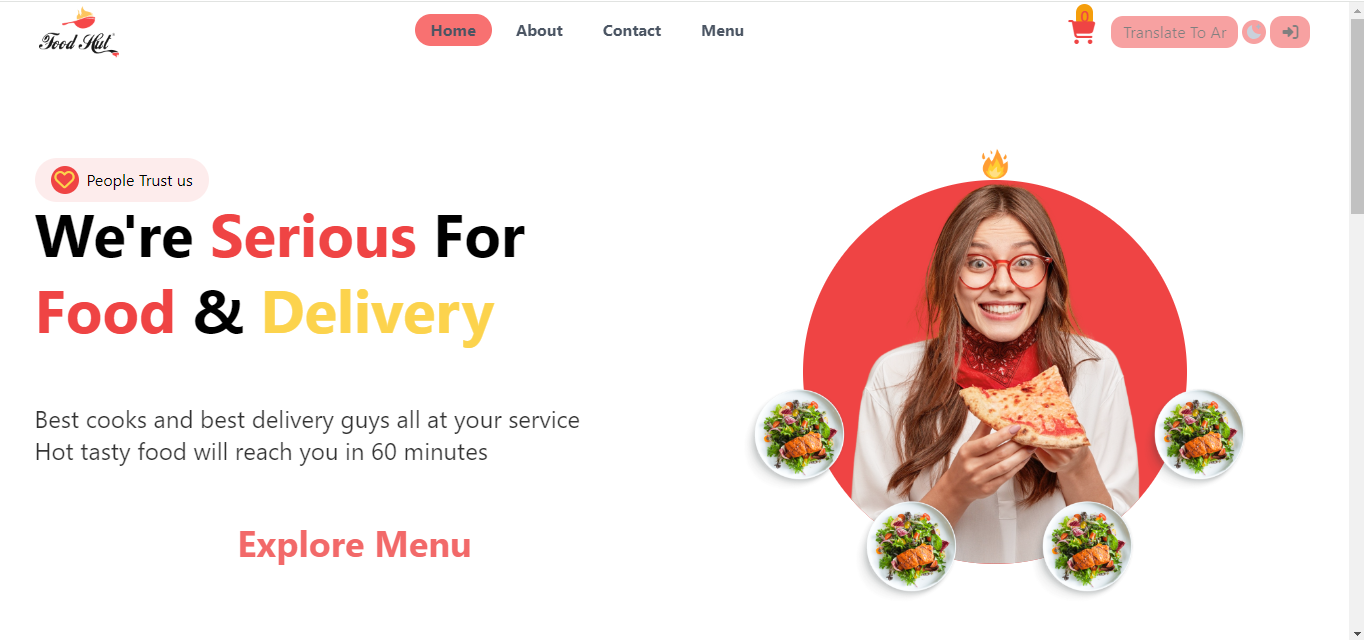 Food Hut
Home About Contact Menu
0
Translate To Ar
People Trust us
We're Serious For
Food & Delivery
Best cooks and best delivery guys all at your service
Hot tasty food will reach you in 60 minutes
Explore Menu